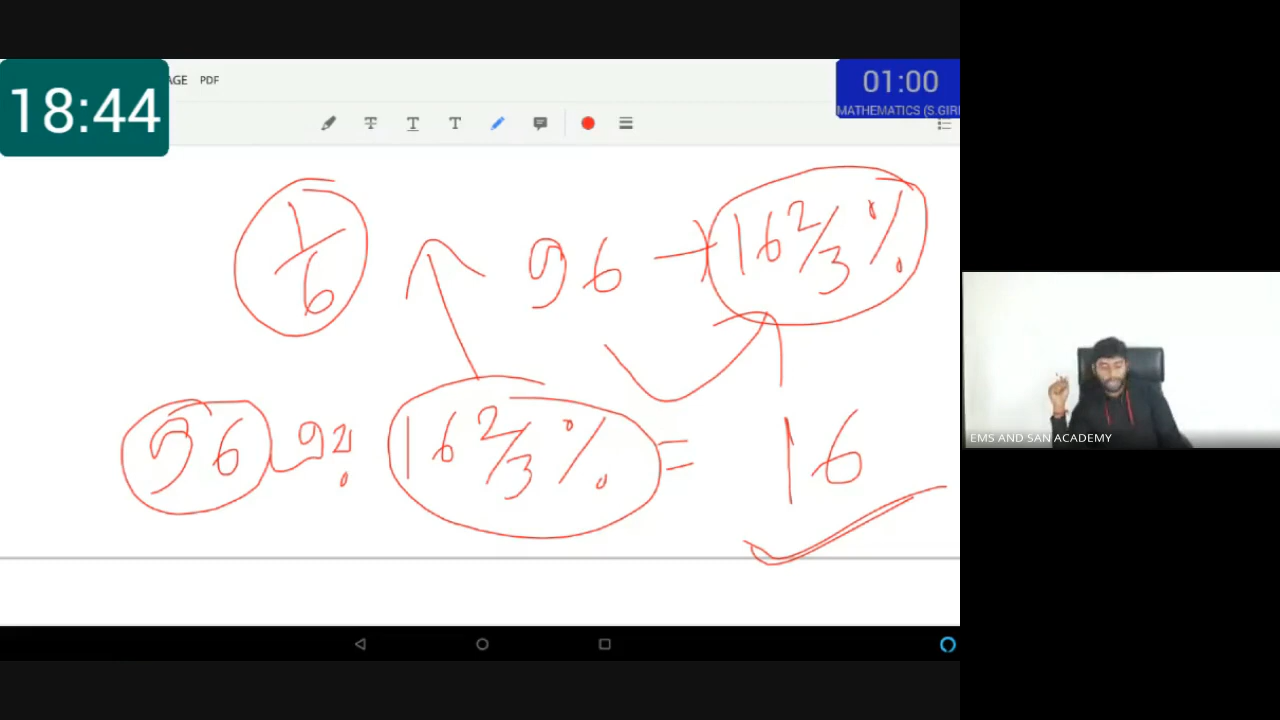 18:44
AGE PDF
01:00
MATHEMATICS (S.GIRI
1/6
96 → 16 2/3 %
96 16 2/3 % = 16
EMS AND SAN ACADEMY